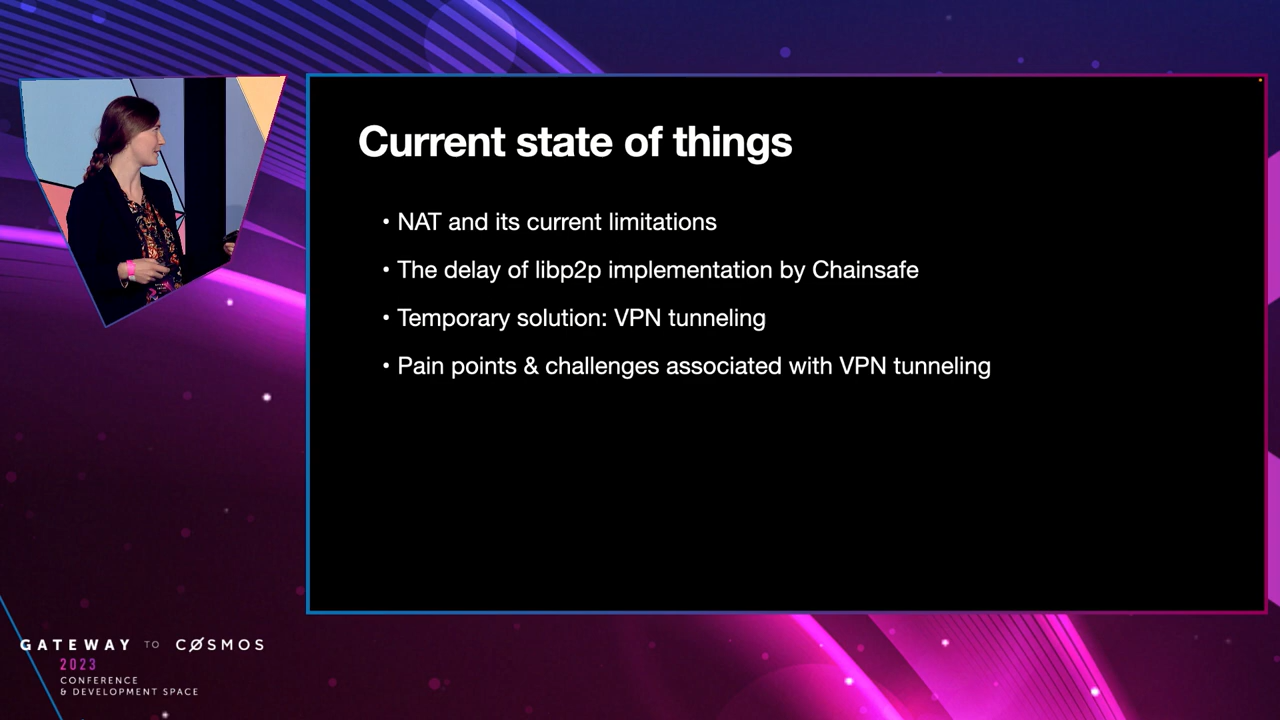 Current state of things
• NAT and its current limitations
• The delay of libp2p implementation by Chainsafe
• Temporary solution: VPN tunneling
• Pain points & challenges associated with VPN tunneling
GATEWAY TO CØSMOS
2023
CONFERENCE
& DEVELOPMENT SPACE